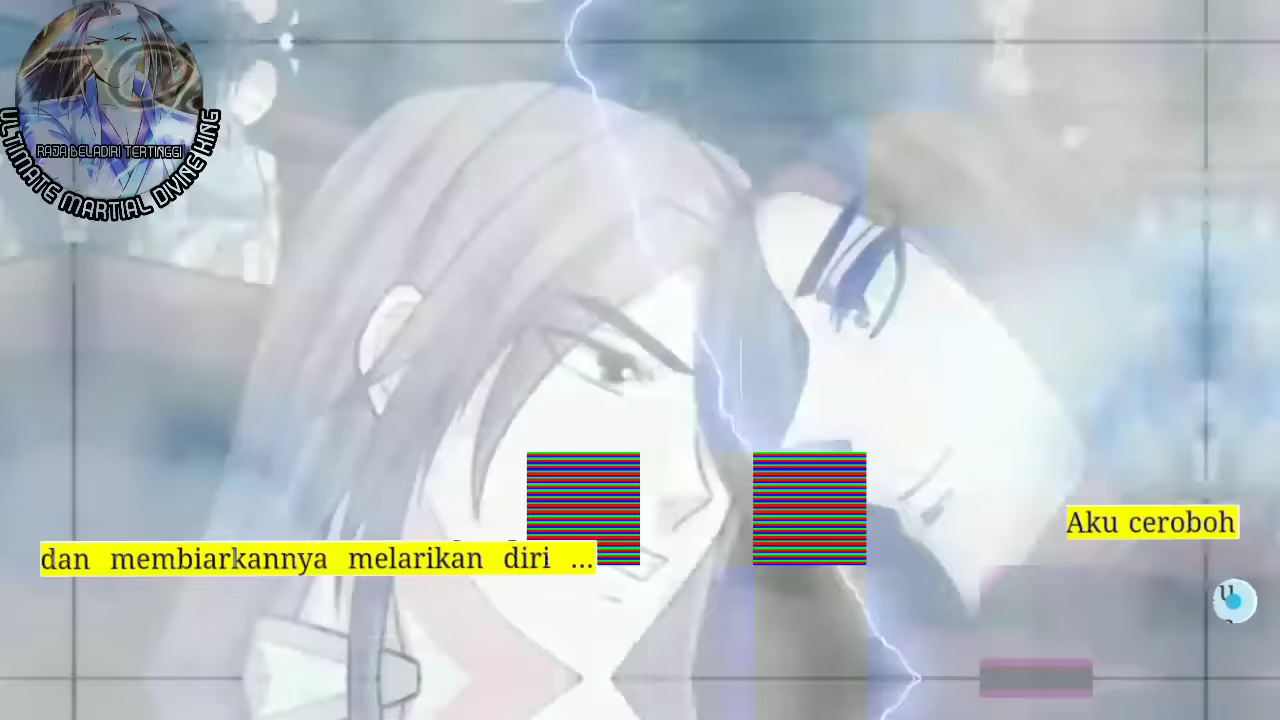 RAJA BELADIRI TERTINGGI
ULTIMATE MARTIAL DIVINE KING
Aku ceroboh
dan membiarkannya melarikan diri ...